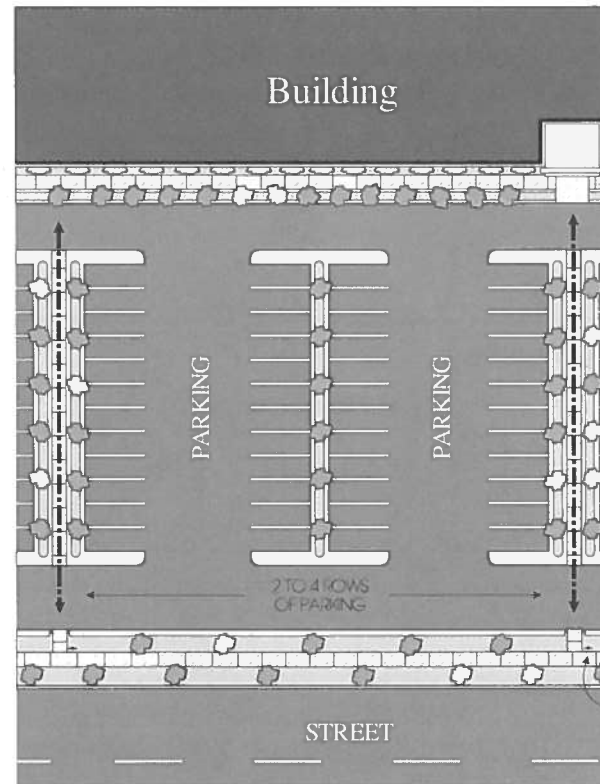 Building
PARKING
PARKING
2 TO 4 ROWS
OF PARKING
STREET